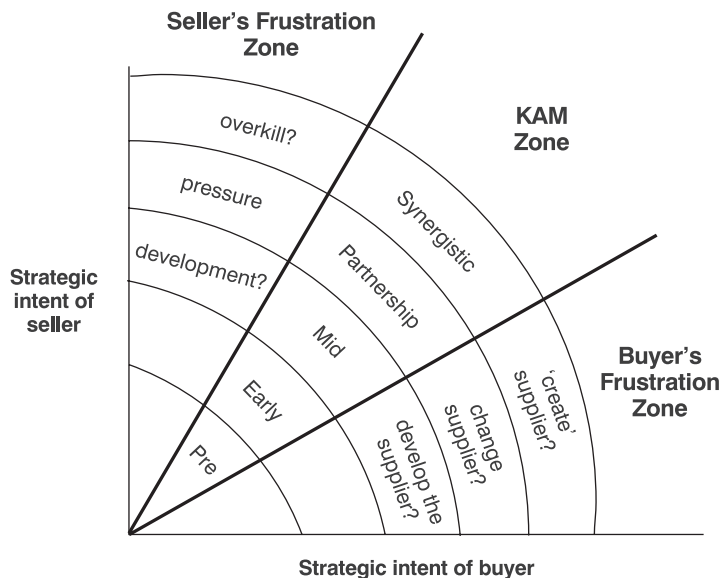 Seller's Frustration
Zone
KAM
Zone
overkill?
pressure
development?
Synergistic
Partnership
Mid
Early
Pre
Strategic
intent of
seller
Buyer's
Frustration
Zone
'create'
supplier?
change
supplier?
develop the
supplier?
Strategic intent of buyer